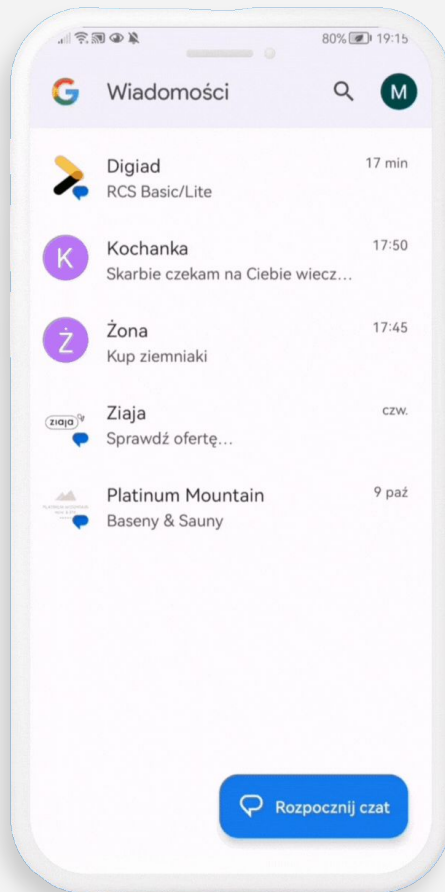 80% 19:15
G Wiadomości M
Digiad 17 min
RCS Basic/Lite
K Kochanka 17:50
Skarbie czekam na Ciebie wiecz...
Ż Żona 17:45
Kup ziemniaki
ziaja Ziaja czw.
Sprawdź ofertę...
Platinum Mountain 9 paź
Baseny & Sauny
Rozpocznij czat